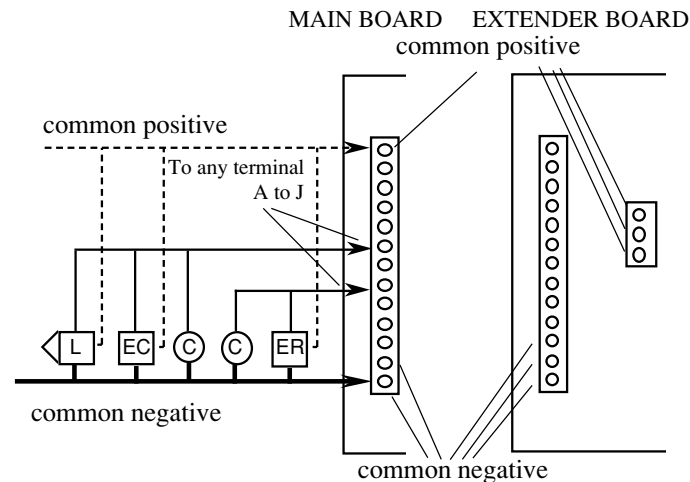 MAIN BOARD
EXTENDER BOARD
common positive
common positive
To any terminal
A to J
L
EC
C
C
ER
common negative
common negative